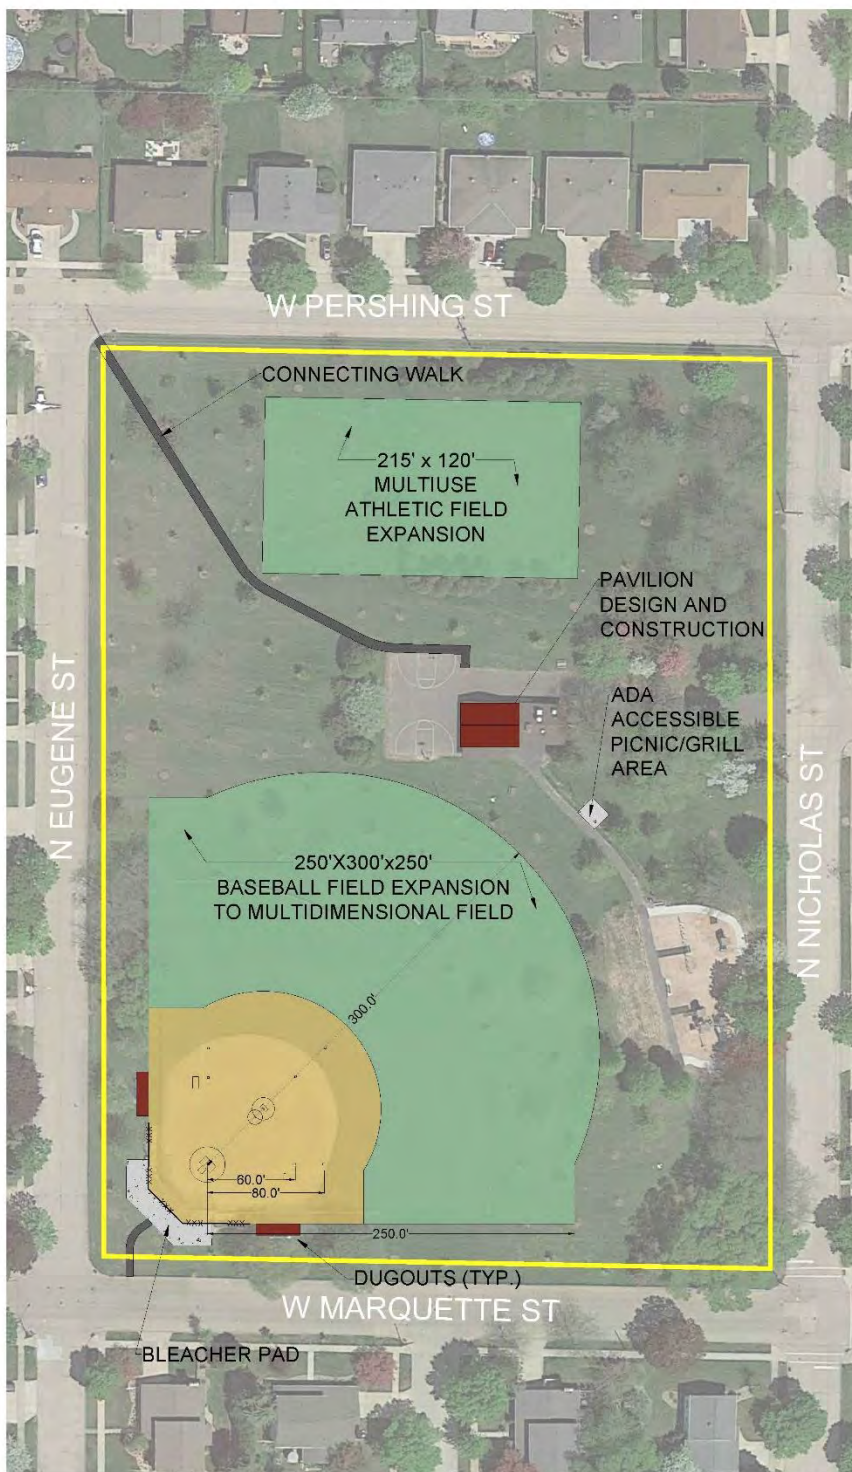 W PERSHING ST
CONNECTING WALK
215' x 120'
MULTIUSE
ATHLETIC FIELD
EXPANSION
PAVILION
DESIGN AND
CONSTRUCTION
ADA
ACCESSIBLE
PICNIC/GRILL
AREA
N EUGENE ST
N NICHOLAS ST
250'X300'x250'
BASEBALL FIELD EXPANSION
TO MULTIDIMENSIONAL FIELD
300.0'
60.0'
80.0'
250.0'
DUGOUTS (TYP.)
W MARQUETTE ST
BLEACHER PAD